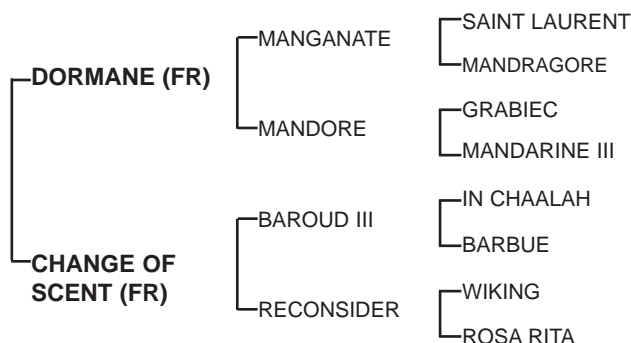 SAINT LAURENT
MANGANATE
MANDRAGORE
DORMANE (FR)
GRABIEC
MANDORE
MANDARINE III
IN CHAALAH
BAROUD III
BARBUE
CHANGE OF
SCENT (FR)
WIKING
RECONSIDER
ROSA RITA